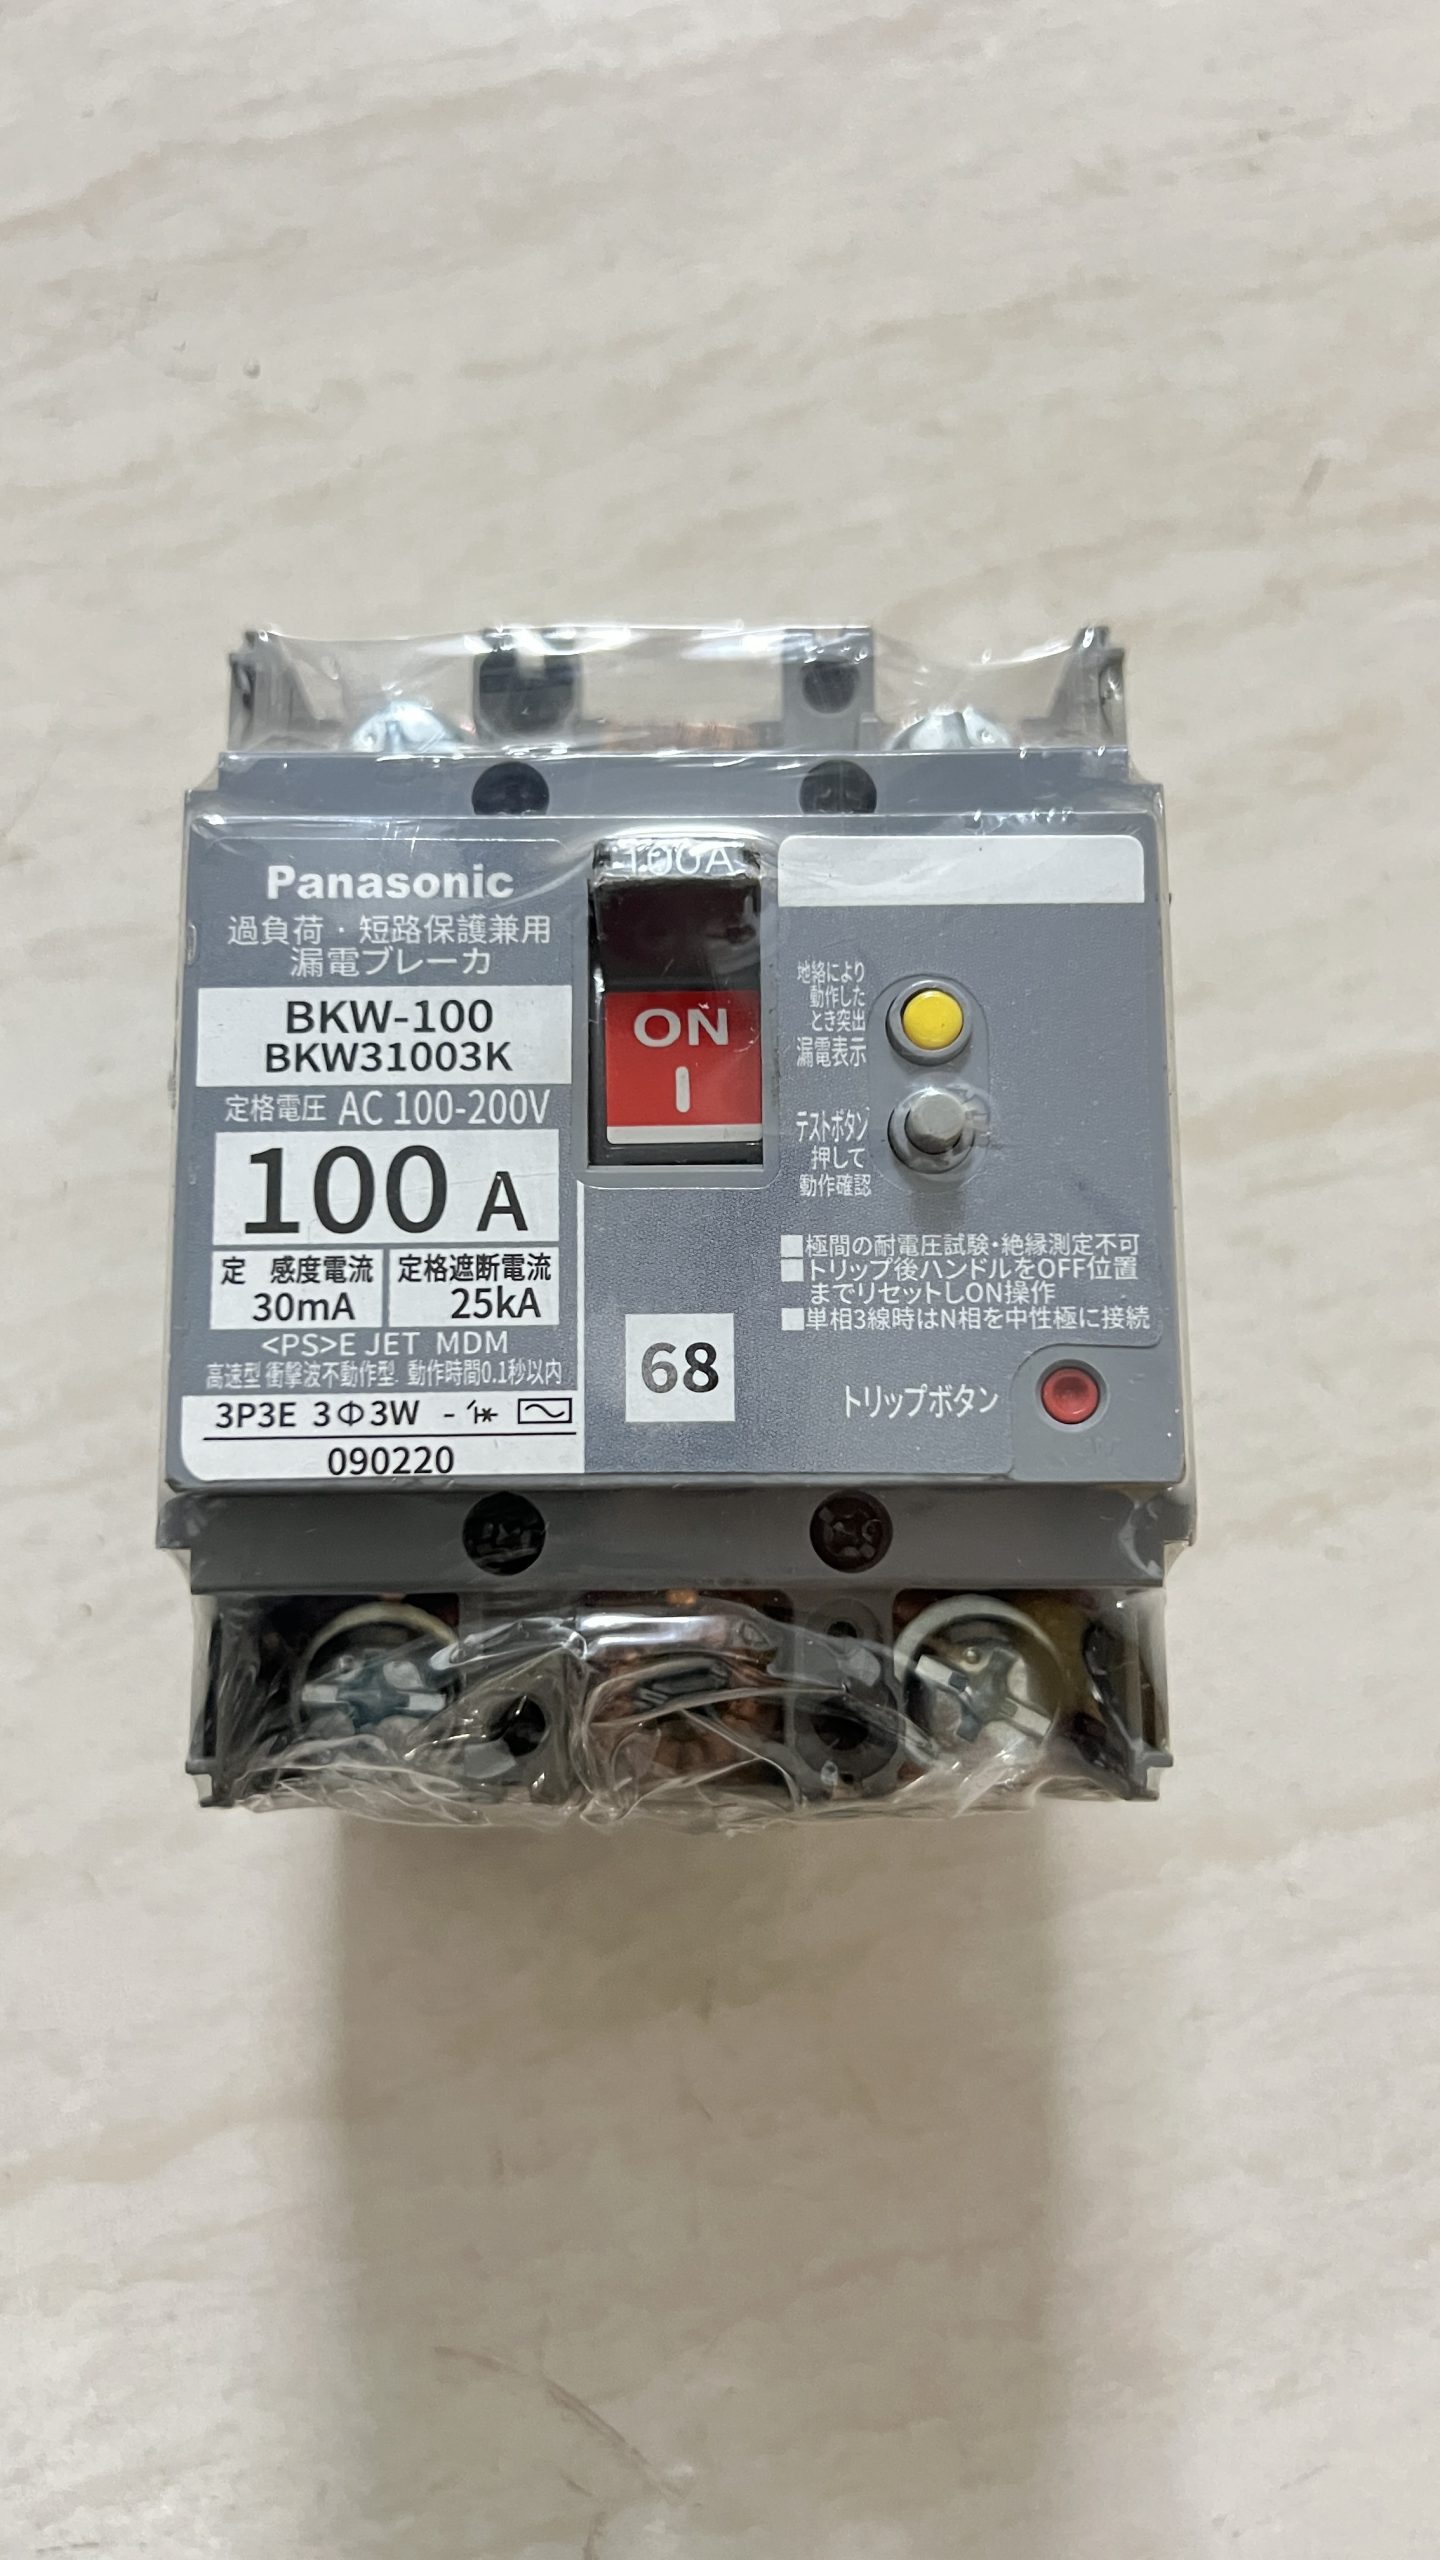 100A
Panasonic
過負荷・短路保護兼用
漏電ブレーカ
BKW-100
BKW31003K
定格電圧 AC 100-200V
100 A
定 感度電流
30mA
定格遮断電流
25kA
<PS>E JET MDM
高速型 衝撃波不動作型. 動作時間0.1秒以内
3P3E 3Φ3W
090220
ON
I
68
地絡により
動作した
とき突出
漏電表示
テストボタン
押して
動作確認
■極間の耐電圧試験・絶縁測定不可
■トリップ後ハンドルをOFF位置
までリセットしON操作
■単相3線時はN相を中性極に接続
トリップボタン